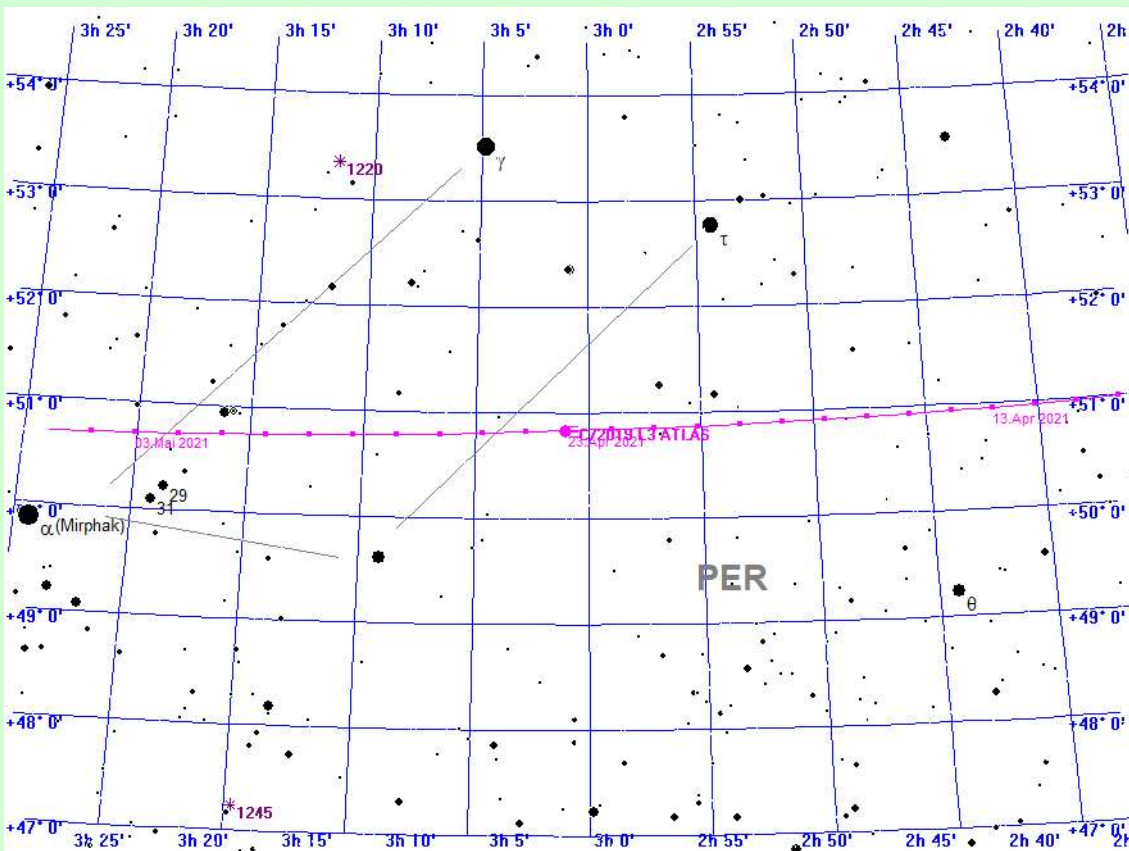 3h 25' 3h 20' 3h 15' 3h 10' 3h 5' 3h 0' 2h 55' 2h 50' 2h 45' 2h 40' 2h
+54° 0' +54° 0'
γ
*1220
+53° 0' +53° 0'
τ
+52° 0' +52° 0'
+51° 0' +51° 0'
13.Apr 2021
03.Mai 2021
C/2019 L3 ATLAS
23.Apr 2021
29
31
+50° 0' +50° 0'
α (Mirphak)
PER
θ
+49° 0' +49° 0'
+48° 0' +48° 0'
*1245
+47° 0' +47° 0'
3h 25' 3h 20' 3h 15' 3h 10' 3h 5' 3h 0' 2h 55' 2h 50' 2h 45' 2h 40' 2h